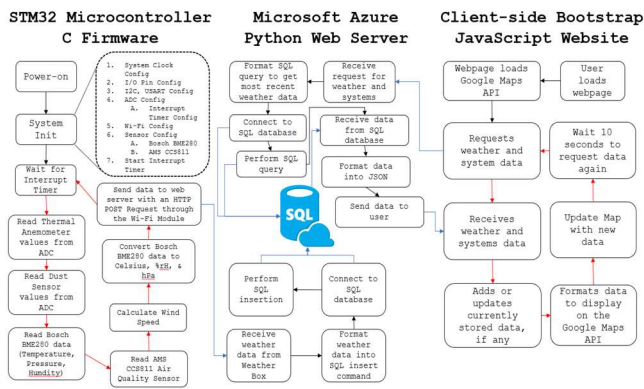 STM32 Microcontroller
C Firmware
Microsoft Azure
Python Web Server
Client-side Bootstrap
JavaScript Website
Power-on
System
Init
1. System Clock
Config
2. I/O Pin Config
3. I2C, USART Config
4. ADC Config
A. Interrupt
Timer Config
5. Wi-Fi Config
6. Sensor Config
A. Bosch BME280
B. AMS CCS811
7. Start Interrupt
Timer
Wait for
Interrupt
Timer
Read Thermal
Anemometer
values from
ADC
Read Dust
Sensor
values from
ADC
Read Bosch
BME280 data
(Temperature,
Pressure,
Humdity)
Read AMS
CCS811 Air
Quality Sensor
Calculate Wind
Speed
Convert Bosch
BME280 data to
Celsius, %rH, &
hPa
Send data to web
server with an HTTP
POST Request through
the Wi-Fi Module
Format SQL
query to get
most recent
weather data
Receive
request for
weather and
systems
Connect to
SQL database
Perform SQL
query
Receive data
from SQL
database
Format data
into JSON
Send data to
user
SQL
Perform
SQL
insertion
Connect to
SQL
database
Receive
weather
data from
Weather
Box
Format
weather
data into
SQL insert
command
Webpage loads
Google Maps
API
User
loads
webpage
Requests
weather and
system data
Wait 10
seconds to
request data
again
Receives
weather and
systems data
Update Map
with new
data
Adds or
updates
currently
stored data,
if any
Formats data
to display
on the
Google Maps
API